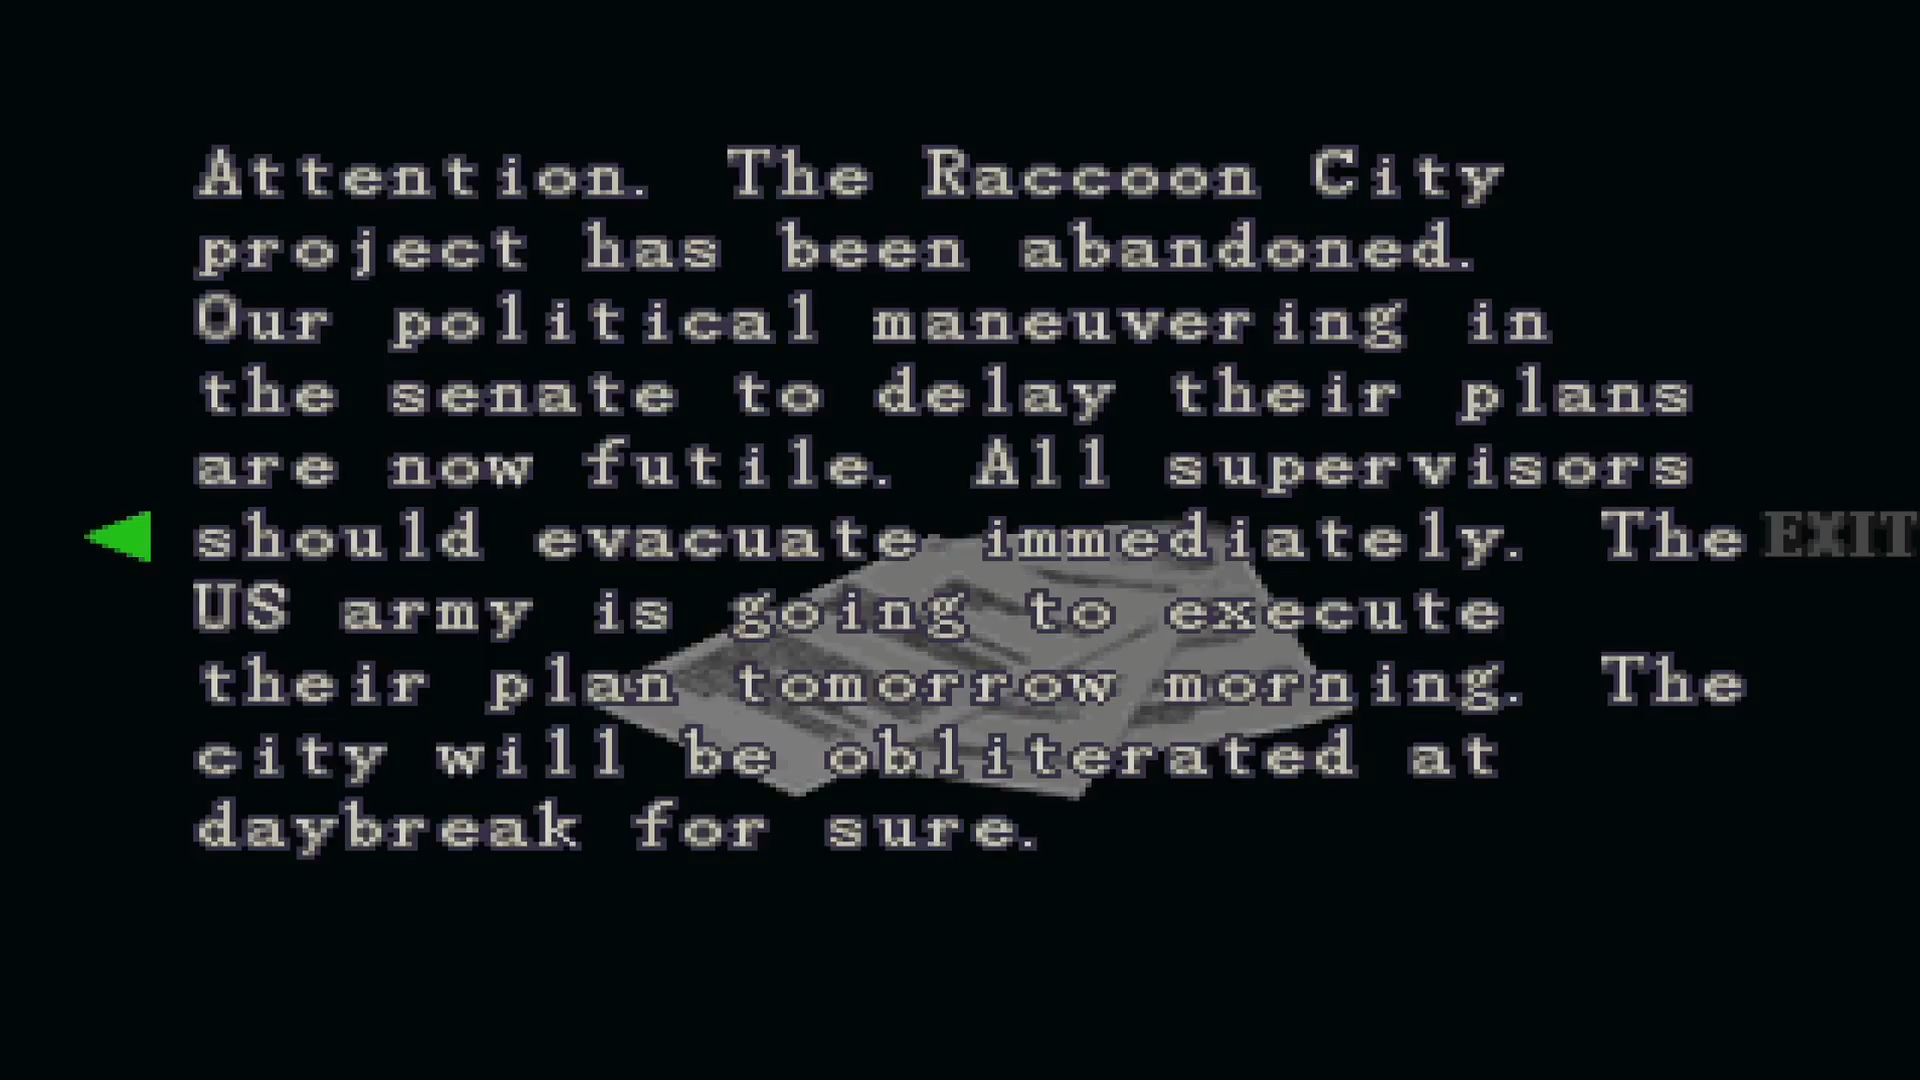 Attention. The Raccoon City
project has been abandoned.
Our political maneuvering in
the senate to delay their plans
are now futile. All supervisors
should evacuate immediately. The
EXIT
US army is going to execute
their plan tomorrow morning. The
city will be obliterated at
daybreak for sure.